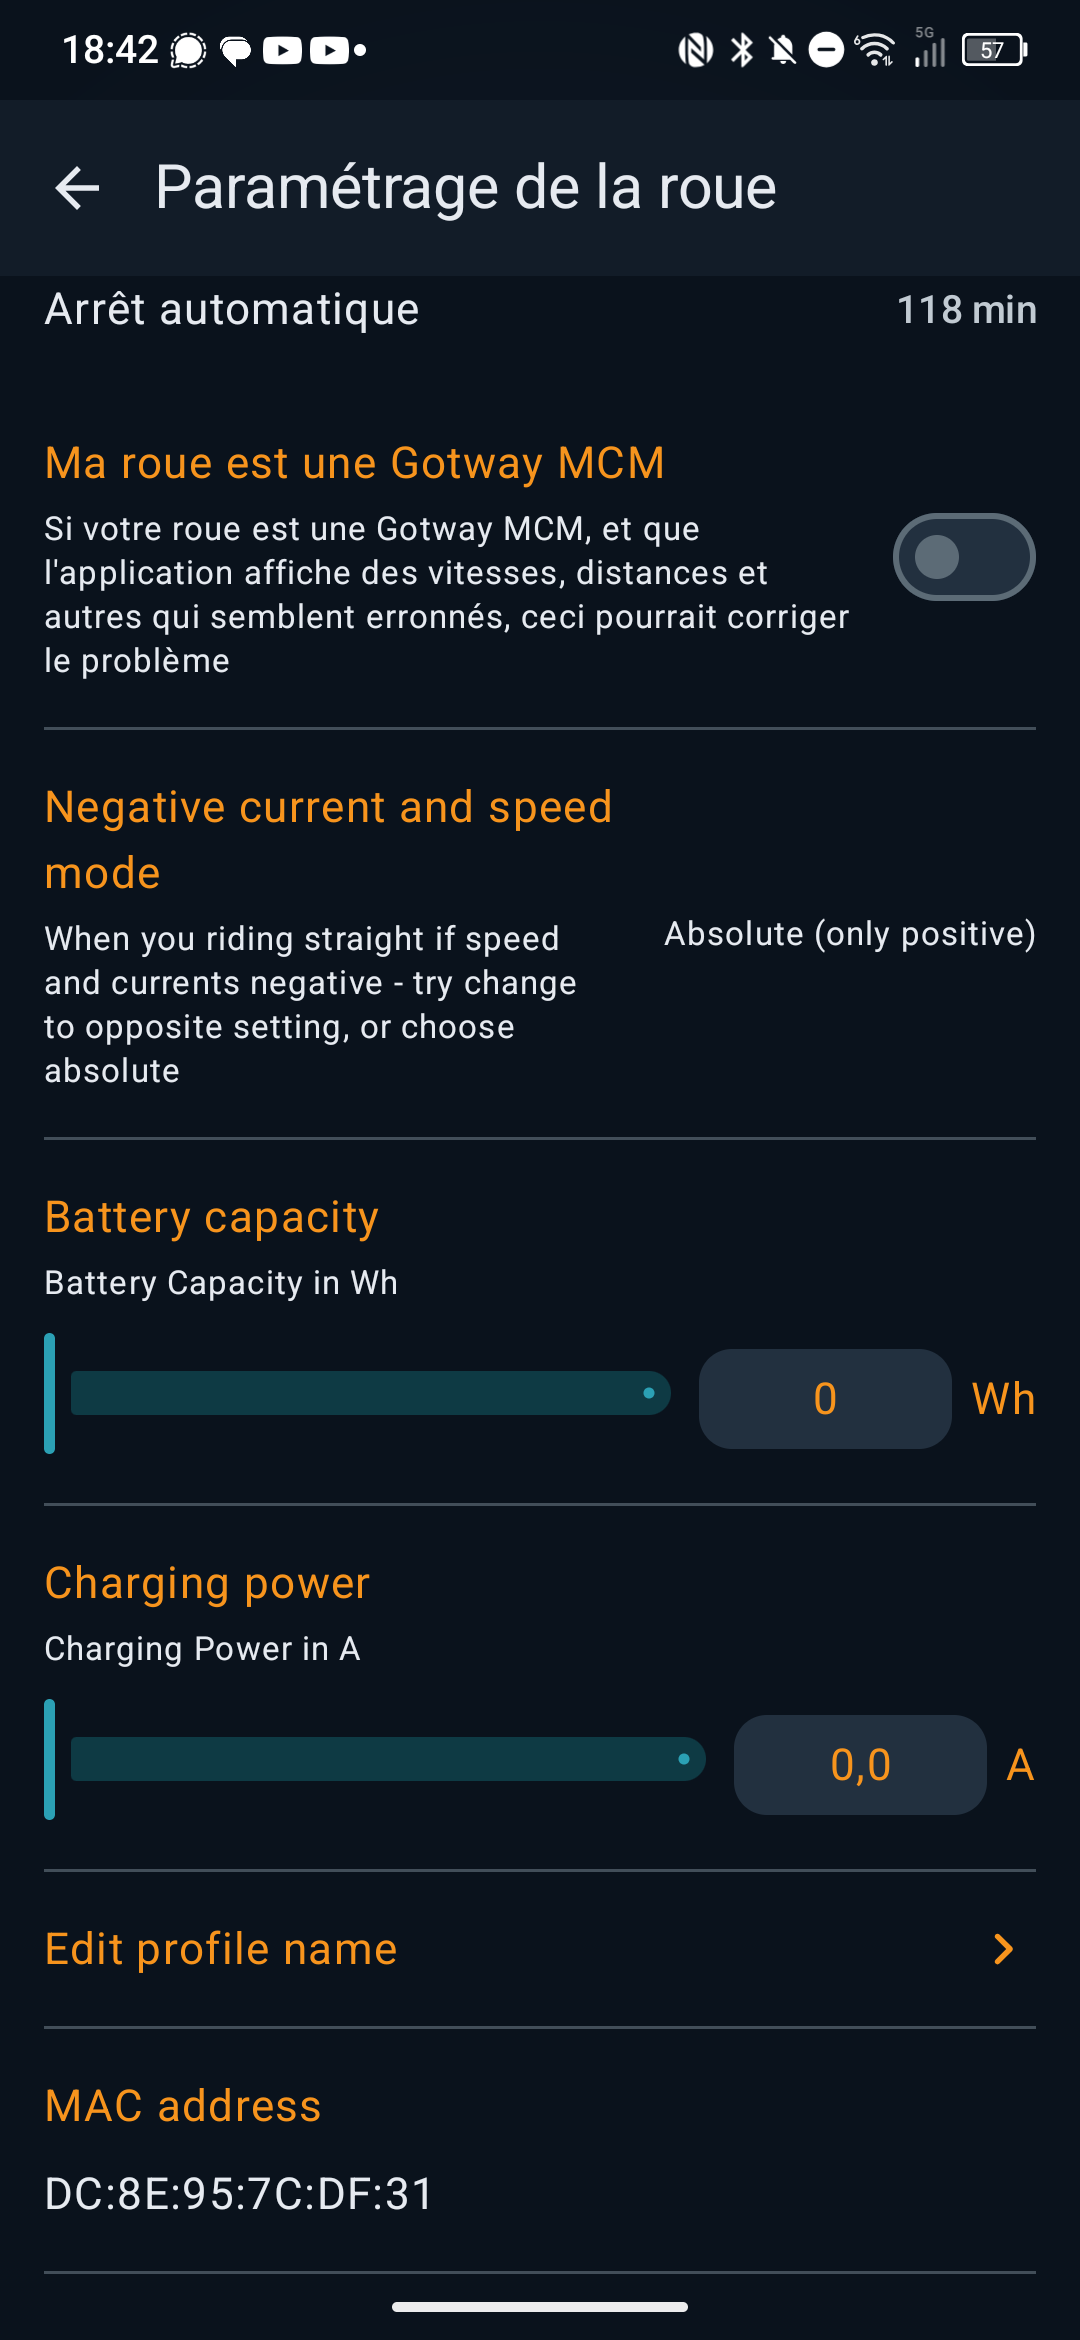 18:42
5G
57
Paramétrage de la roue
Arrêt automatique
118 min
Ma roue est une Gotway MCM
Si votre roue est une Gotway MCM, et que
l'application affiche des vitesses, distances et
autres qui semblent erronnés, ceci pourrait corriger
le problème
Negative current and speed
mode
When you riding straight if speed
and currents negative - try change
to opposite setting, or choose
absolute
Absolute (only positive)
Battery capacity
Battery Capacity in Wh
0 Wh
Charging power
Charging Power in A
0,0 A
Edit profile name
MAC address
DC:8E:95:7C:DF:31